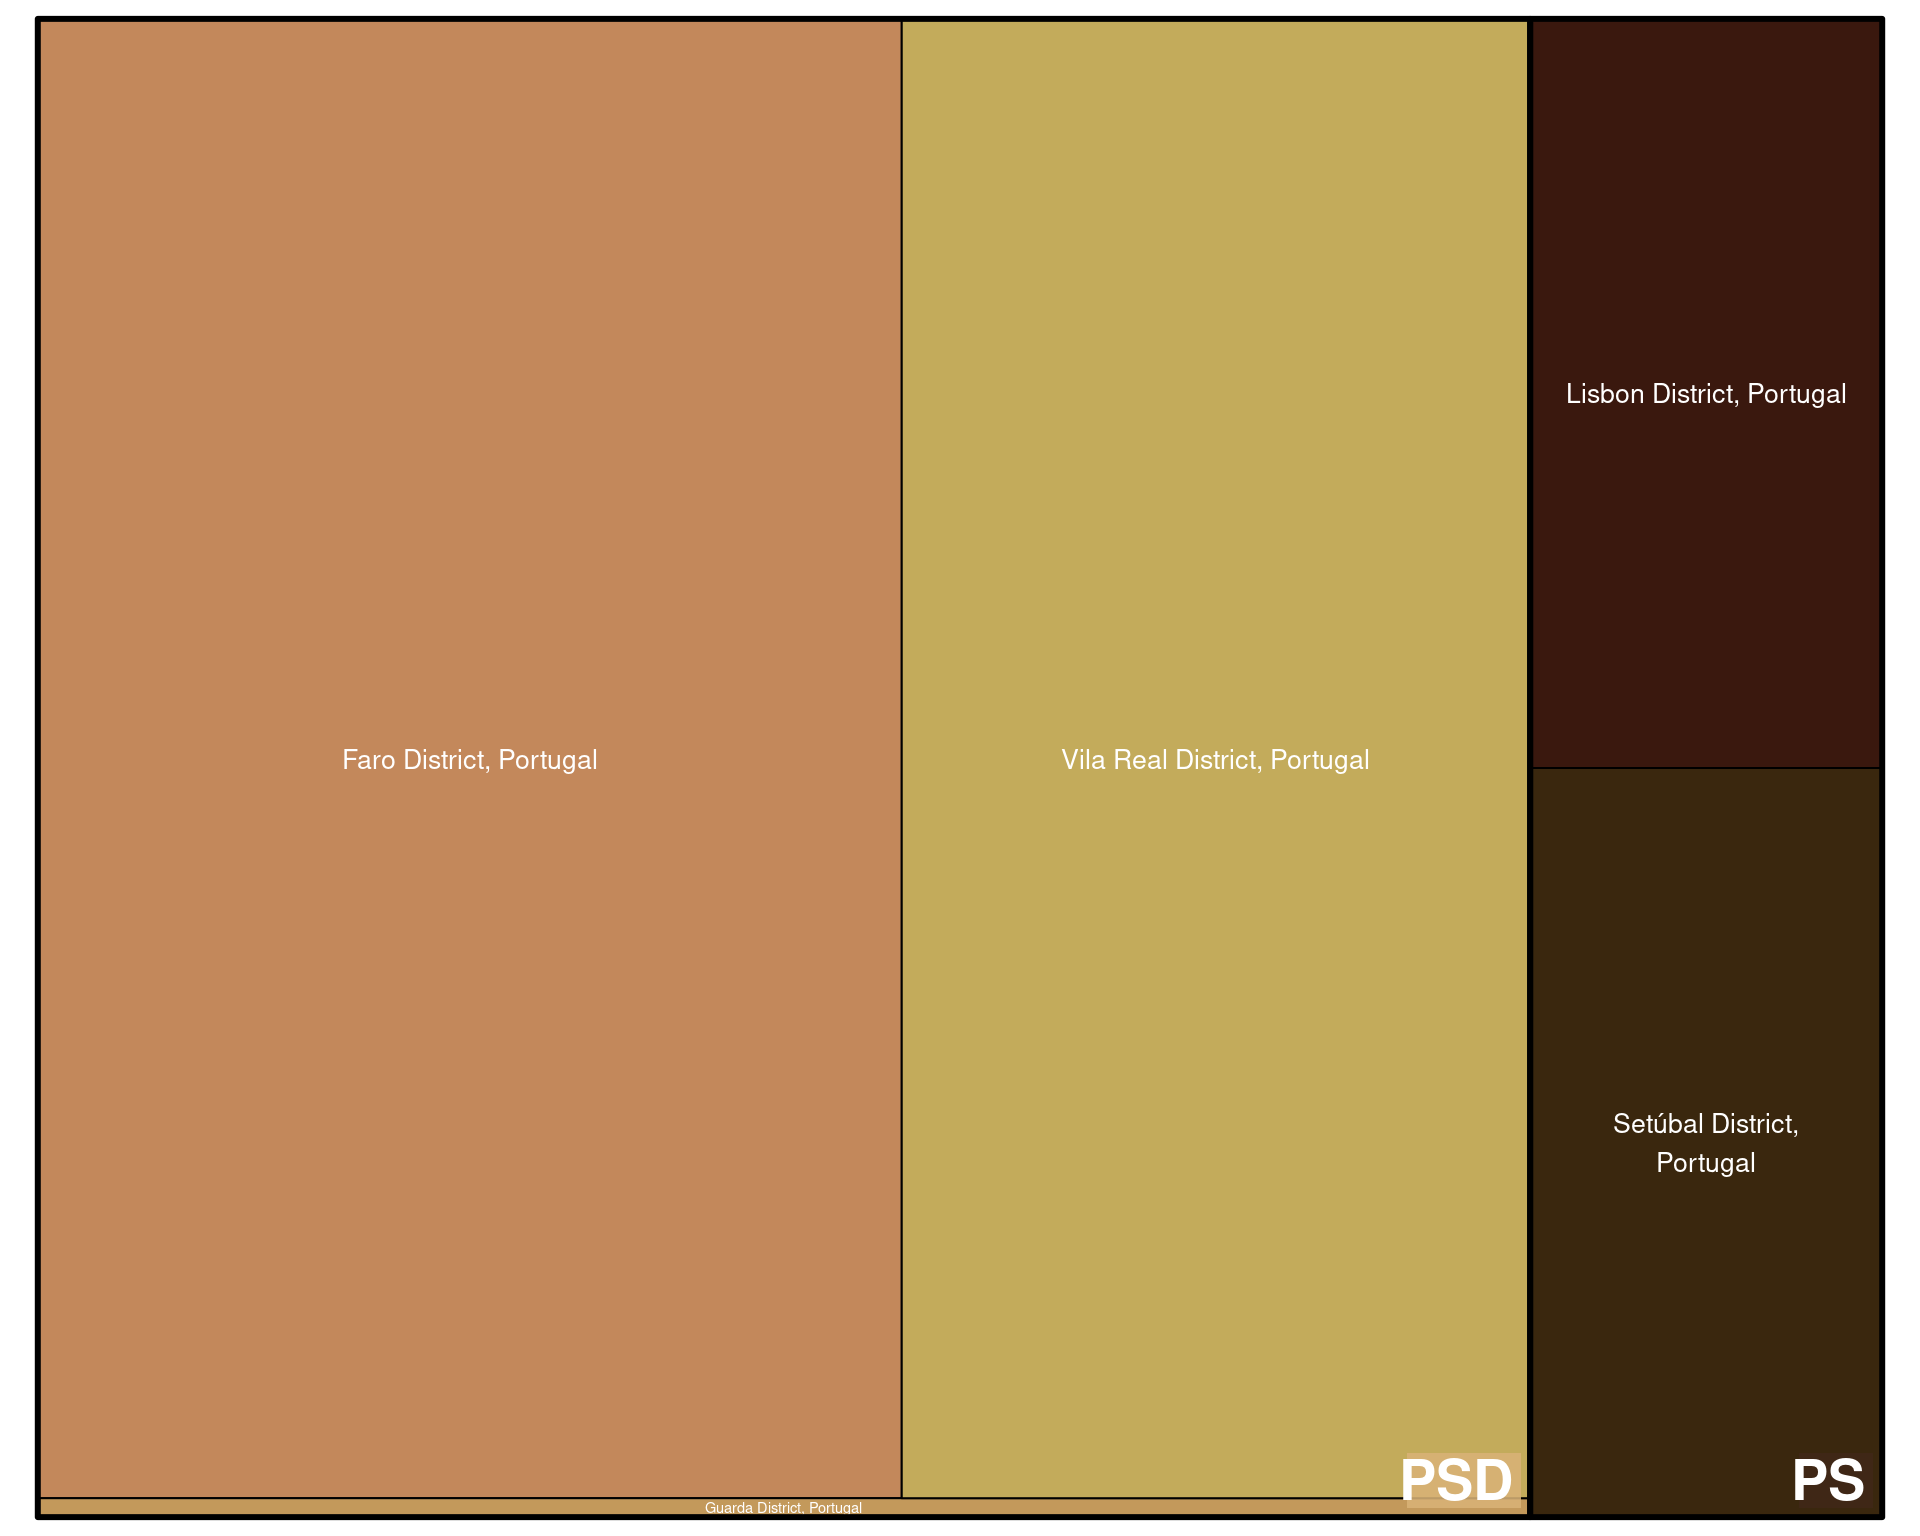 Lisbon District, Portugal
Faro District, Portugal
Vila Real District, Portugal
Setúbal District,
Portugal
PSD
PS
Guarda District, Portugal